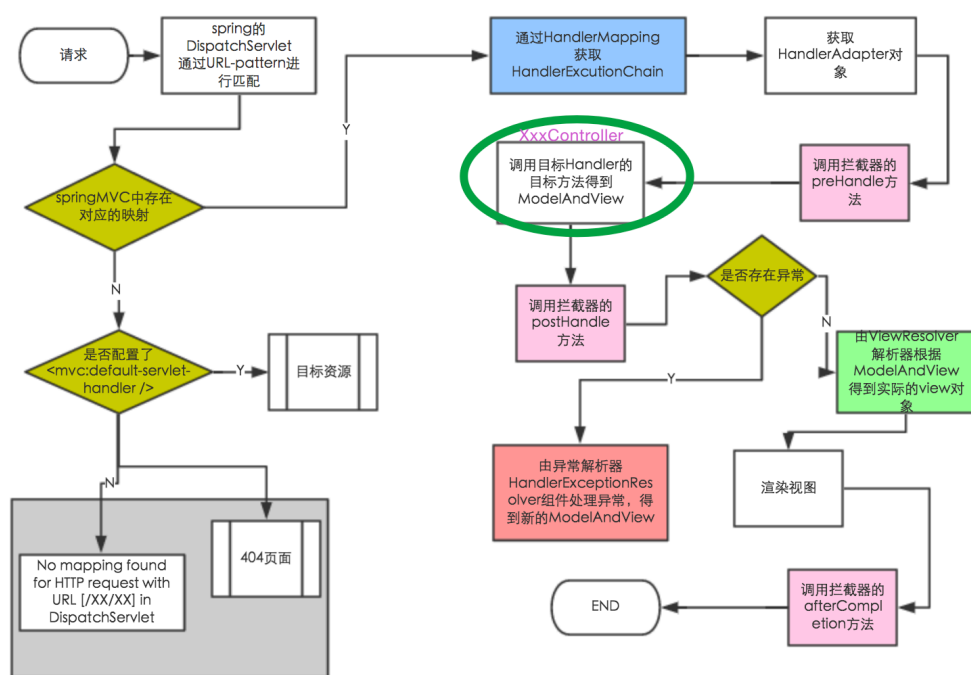 请求
spring的
DispatchServlet
通过URL-pattern进
行匹配
通过HandlerMapping
获取
HandlerExcutionChain
获取
HandlerAdapter对
象
Y
XxxController
调用目标Handler的
目标方法得到
ModelAndView
调用拦截器的
preHandle方
法
springMVC中存在
对应的映射
N
调用拦截器的
postHandle
方法
是否存在异常
N
Y
是否配置了
<mvc:default-servlet-
handler />
Y
目标资源
由ViewResolver
解析器根据
ModelAndView
得到实际的view对
象
N
由异常解析器
HandlerExceptionRes
olver组件处理异常，得
到新的ModelAndView
渲染视图
404页面
No mapping found
for HTTP request with
URL [/XX/XX] in
DispatchServlet
END
调用拦截器的
afterCompl
etion方法